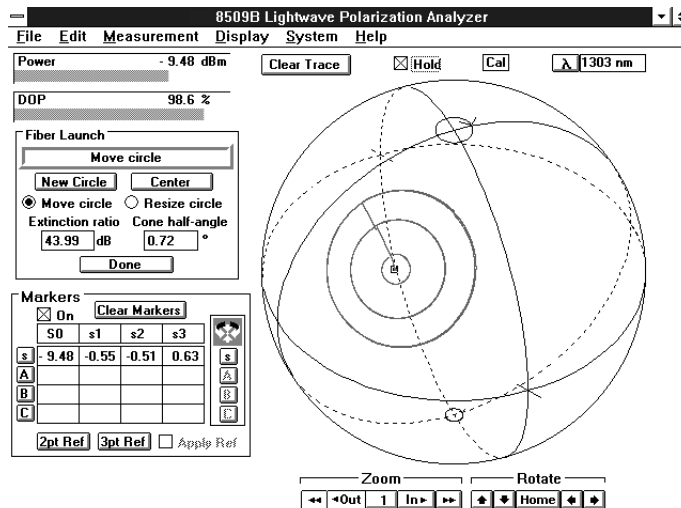 8509B Lightwave Polarization Analyzer
File Edit Measurement Display System Help
Power - 9.48 dBm
DOP 98.6 %
Clear Trace Hold Cal λ 1303 nm
Fiber Launch
Move circle
New Circle Center
Move circle Resize circle
Extinction ratio Cone half-angle
43.99 dB 0.72 °
Done
Markers
On Clear Markers
S0 s1 s2 s3
s - 9.48 -0.55 -0.51 0.63 s
A A
B B
C C
2pt Ref 3pt Ref Apply Ref
Zoom
Out 1 In
Rotate
Home